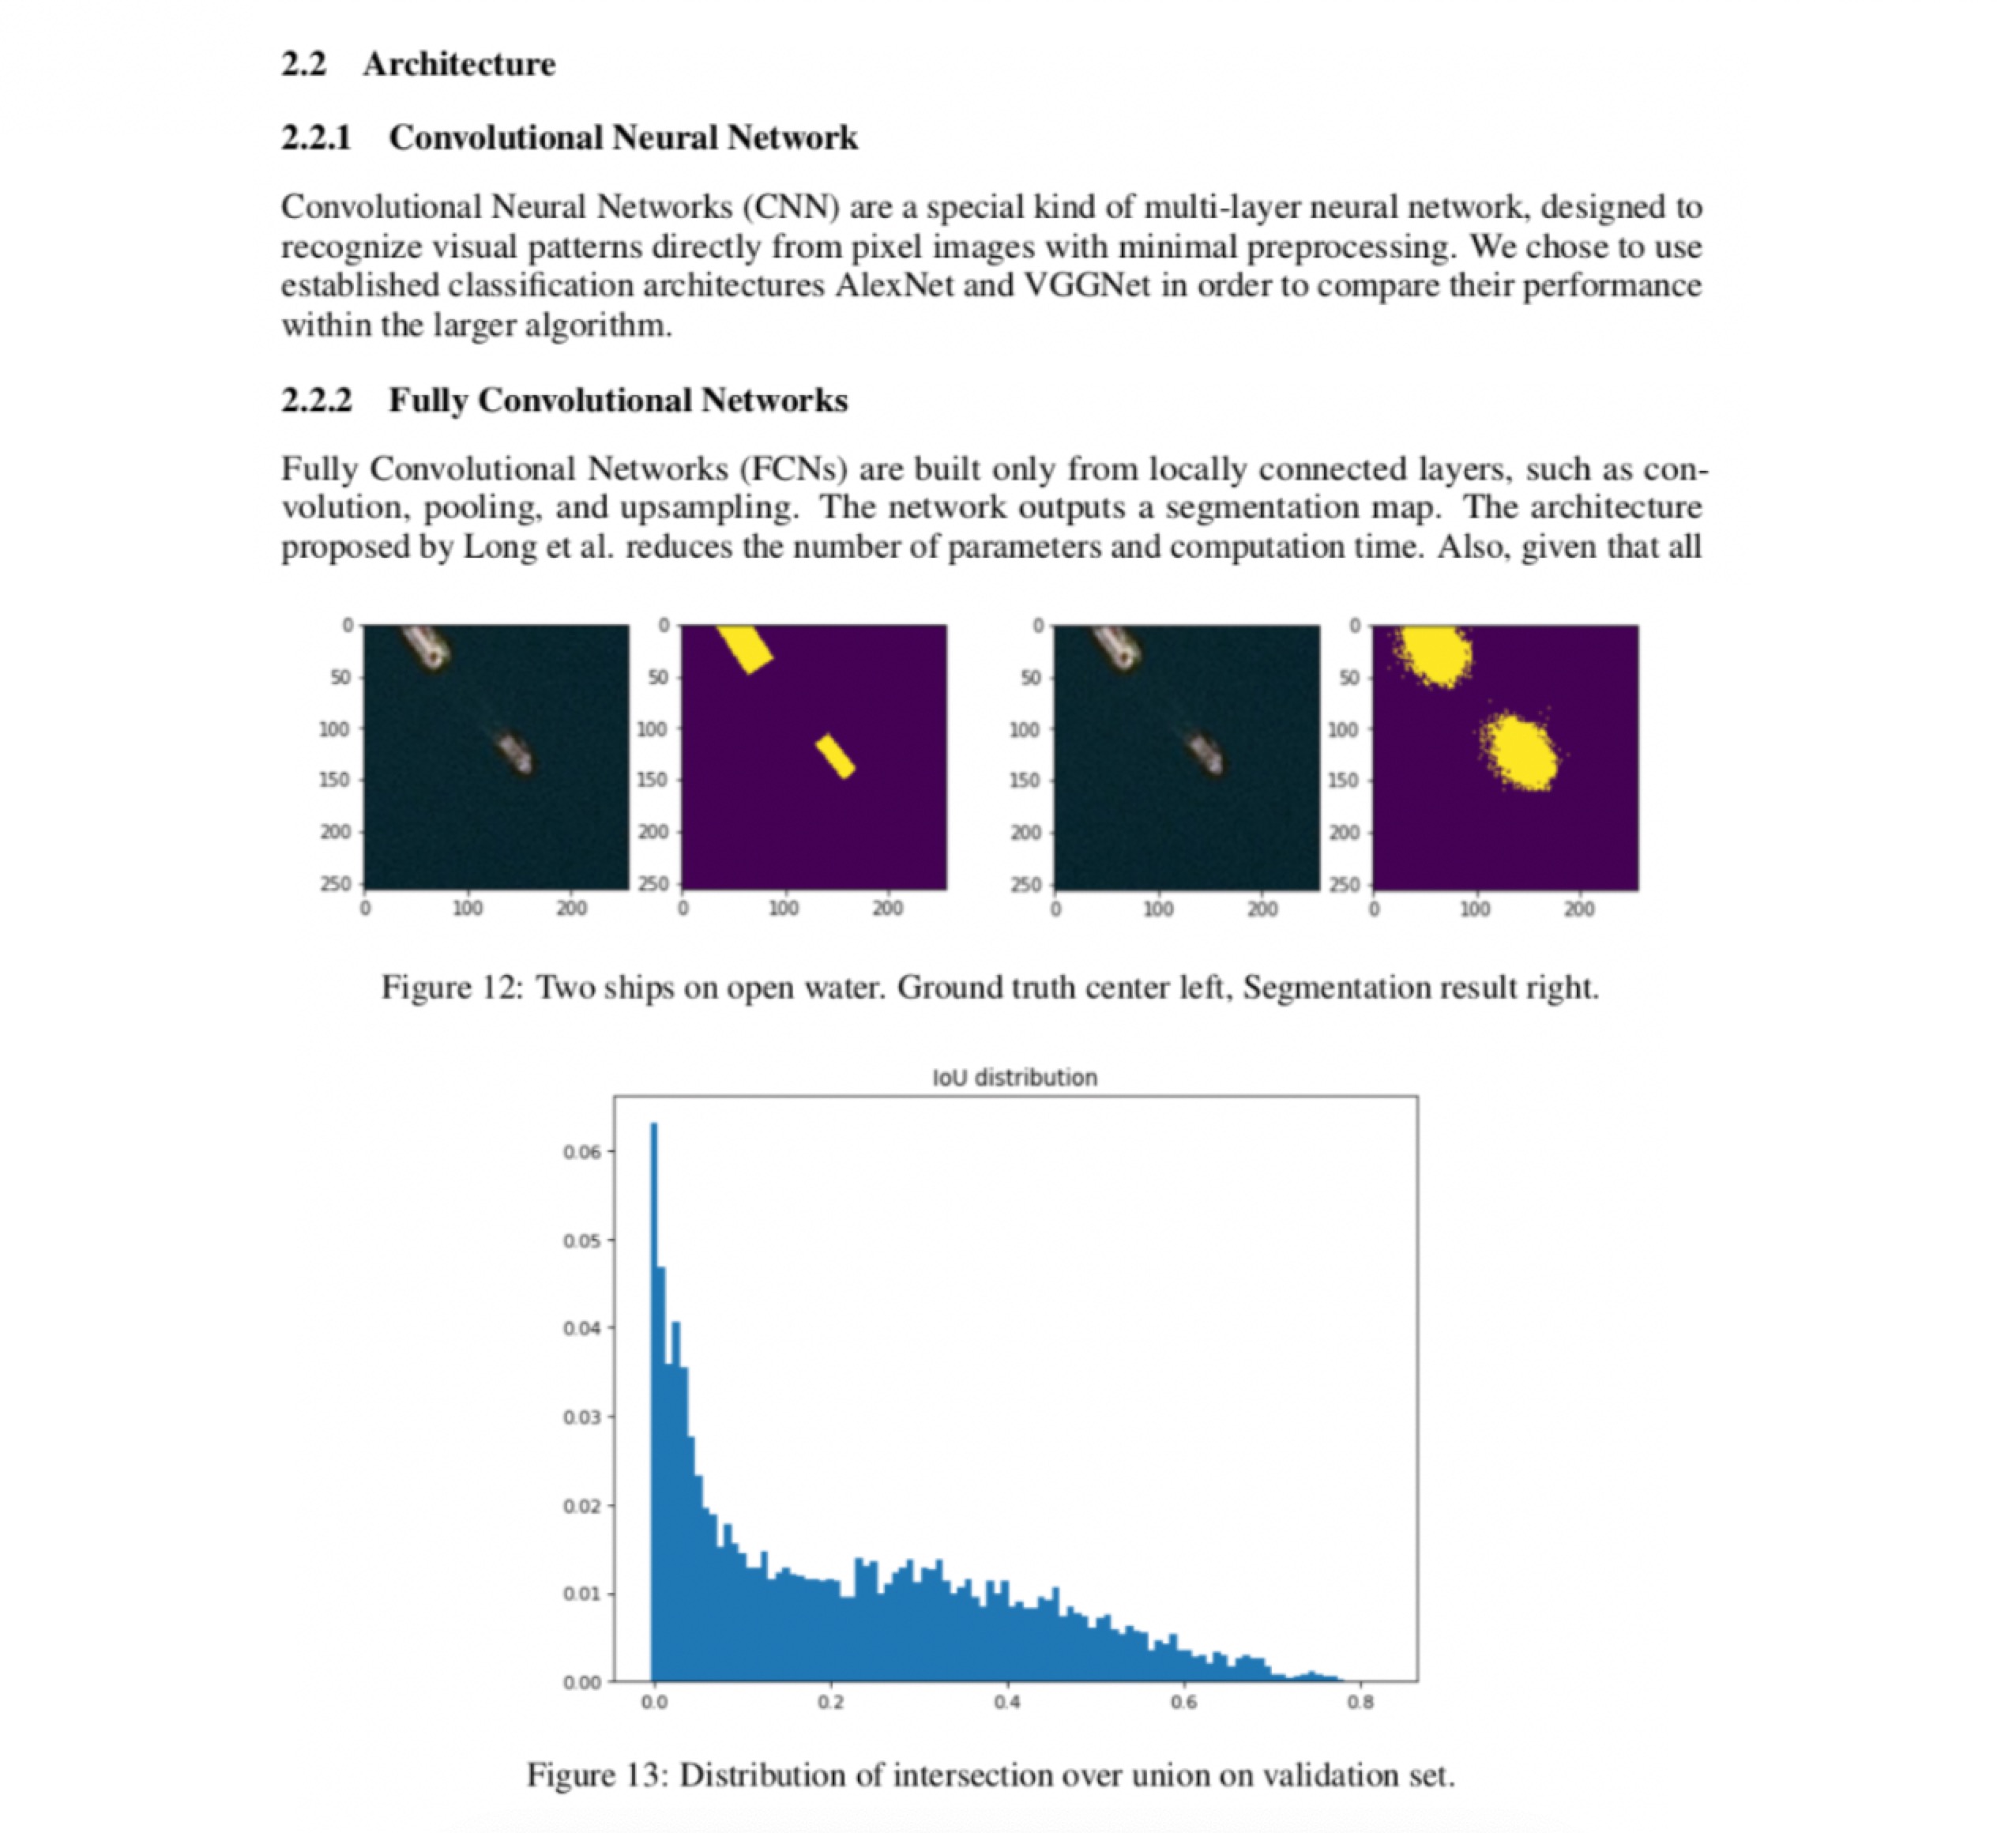 2.2 Architecture
2.2.1 Convolutional Neural Network
Convolutional Neural Networks (CNN) are a special kind of multi-layer neural network, designed to
recognize visual patterns directly from pixel images with minimal preprocessing. We chose to use
established classification architectures AlexNet and VGGNet in order to compare their performance
within the larger algorithm.
2.2.2 Fully Convolutional Networks
Fully Convolutional Networks (FCNs) are built only from locally connected layers, such as con-
volution, pooling, and upsampling. The network outputs a segmentation map. The architecture
proposed by Long et al. reduces the number of parameters and computation time. Also, given that all
0 0 0 0
50 50 50 50
100 100 100 100
150 150 150 150
200 200 200 200
250 250 250 250
0 100 200 0 100 200 0 100 200 0 100 200
Figure 12: Two ships on open water. Ground truth center left, Segmentation result right.
IoU distribution
0.06
0.05
0.04
0.03
0.02
0.01
0.00
0.0 0.2 0.4 0.6 0.8
Figure 13: Distribution of intersection over union on validation set.